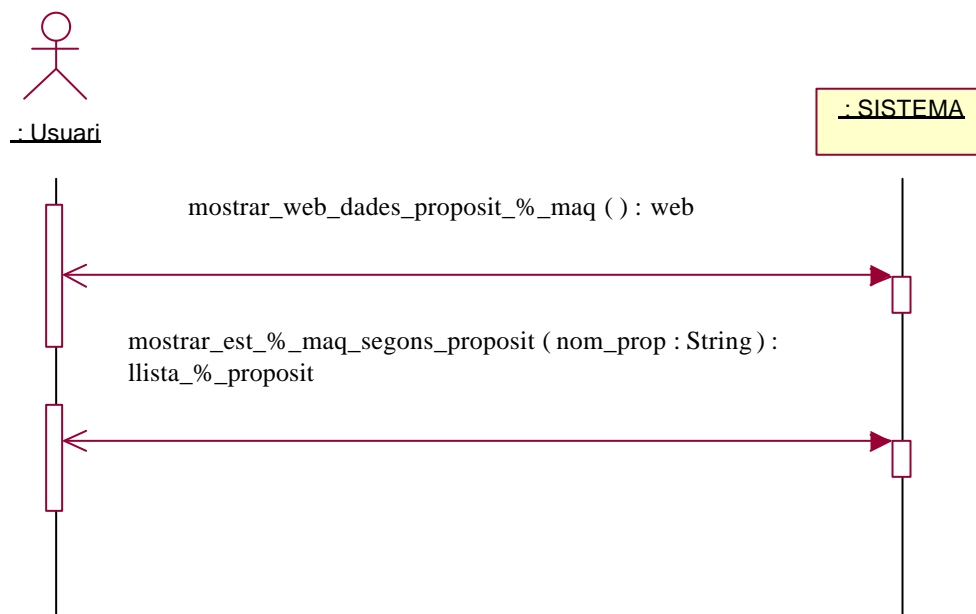 : Usuari
: SISTEMA
mostrar_web_dades_proposit_%_maq ( ) : web
mostrar_est_%_maq_segons_proposit ( nom_prop : String ) :
llista_%_proposit